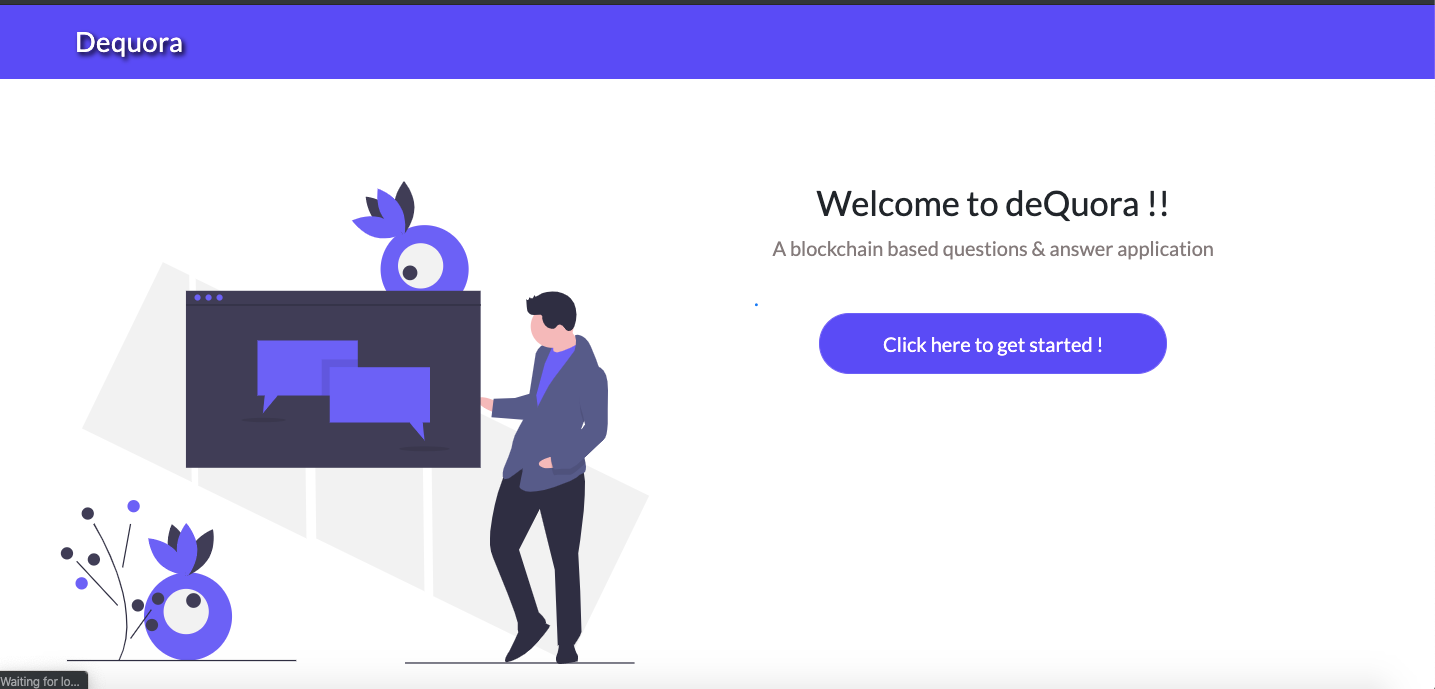 Dequora
Welcome to deQuora !!
A blockchain based questions & answer application
Click here to get started !
Waiting for lo...